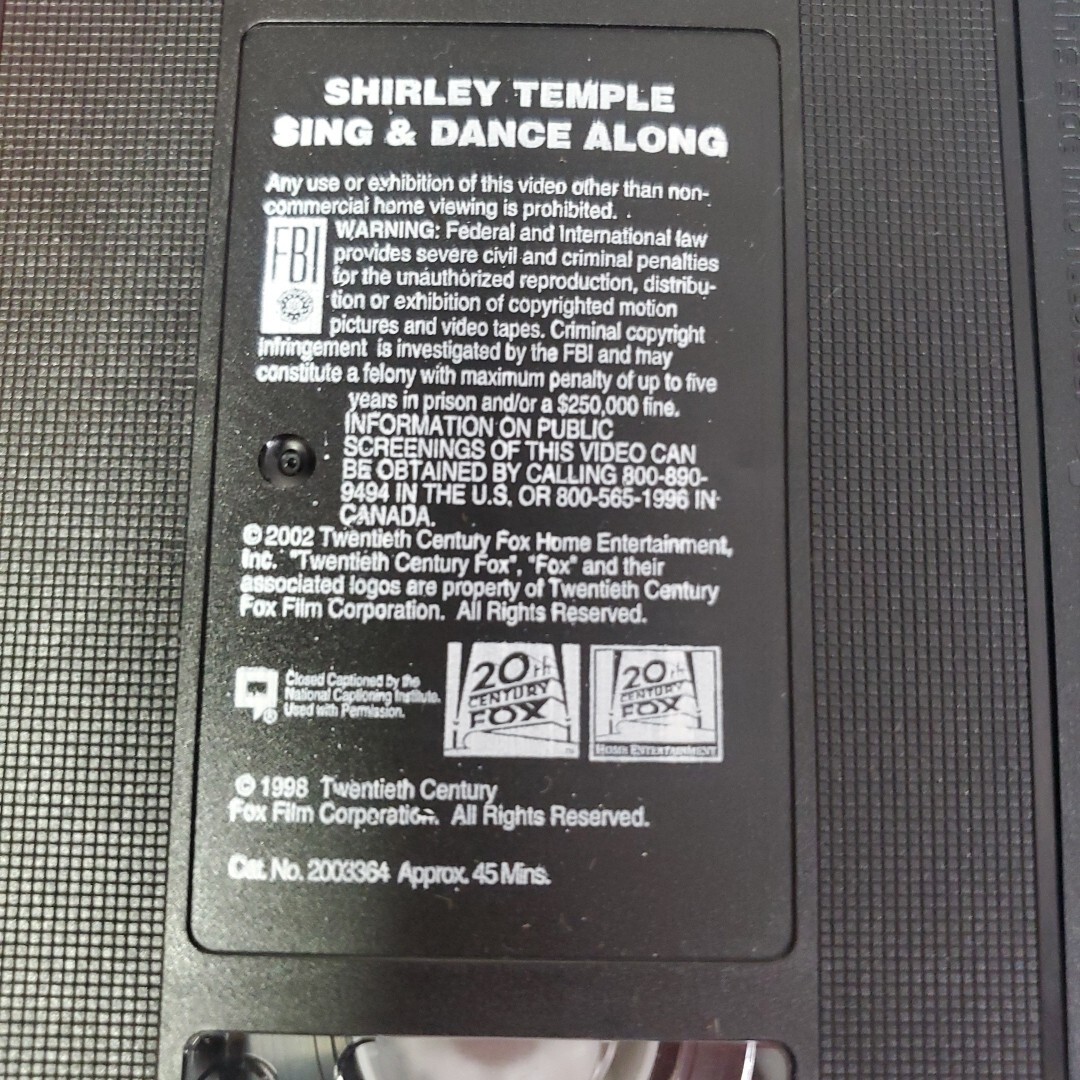 SHIRLEY TEMPLE
SING & DANCE ALONG
Any use or exhibition of this video other than non-
commercial home viewing is prohibited.
FBI
WARNING: Federal and International law
provides severe civil and criminal penalties
for the unauthorized reproduction, distribu-
tion or exhibition of copyrighted motion
pictures and video tapes. Criminal copyright
infringement is investigated by the FBI and may
constitute a felony with maximum penalty of up to five
years in prison and/or a $250,000 fine.
INFORMATION ON PUBLIC
SCREENINGS OF THIS VIDEO CAN
BE OBTAINED BY CALLING 800-890-
9494 IN THE U.S. OR 800-565-1996 IN
CANADA.
© 2002 Twentieth Century Fox Home Entertainment,
Inc. "Twentieth Century Fox", "Fox" and their
associated logos are property of Twentieth Century
Fox Film Corporation. All Rights Reserved.
Closed Captioned by the
National Captioning Institute.
Used with Permission.
20th
CENTURY
FOX
20th
CENTURY
FOX
HOME ENTERTAINMENT
© 1998 Twentieth Century
Fox Film Corporation. All Rights Reserved.
Cat. No. 2003364 Approx. 45 Mins.